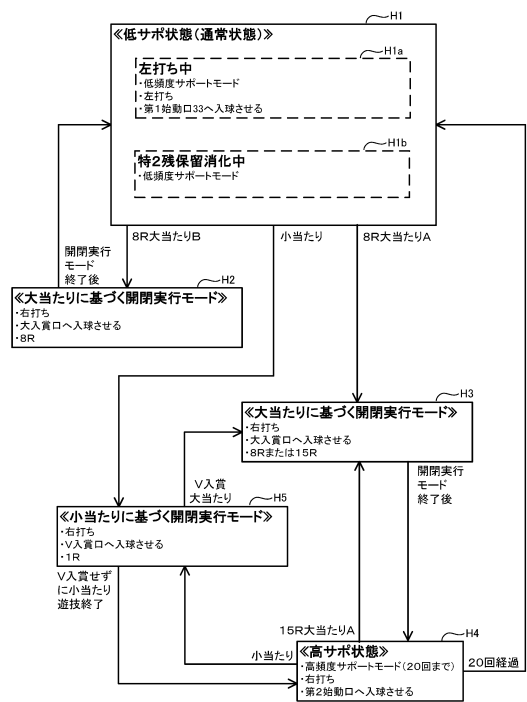 H1
≪低サポ状態(通常状態)≫
H1a
左打ち中
・低頻度サポートモード
・左打ち
・第1始動口33へ入球させる
H1b
特2残保留消化中
・低頻度サポートモード
8R大当たりB
小当たり
8R大当たりA
開閉実行
モード
終了後
H2
≪大当たりに基づく開閉実行モード≫
・右打ち
・大入賞口へ入球させる
・8R
H3
≪大当たりに基づく開閉実行モード≫
・右打ち
・大入賞口へ入球させる
・8Rまたは15R
V入賞
大当たり
開閉実行
モード
終了後
H5
≪小当たりに基づく開閉実行モード≫
・右打ち
・V入賞口へ入球させる
・1R
V入賞せず
に小当たり
遊技終了
15R大当たりA
小当たり
H4
≪高サポ状態≫
・高頻度サポートモード(20回まで)
・右打ち
・第2始動口へ入球させる
20回経過